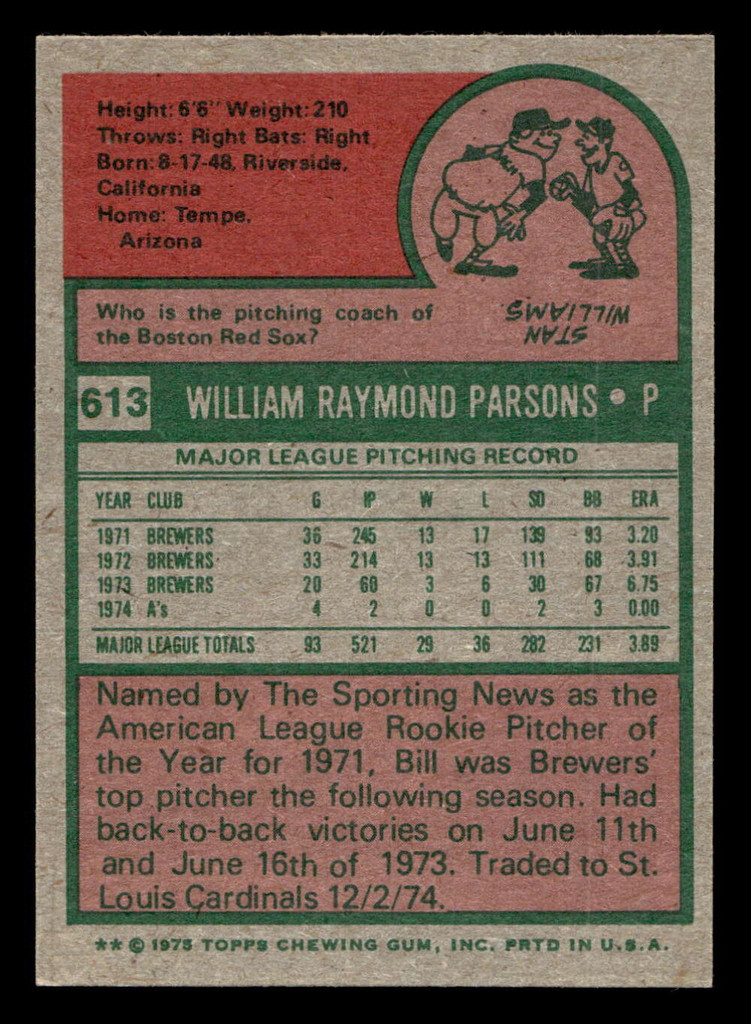 Height: 6'6" Weight: 210
Throws: Right Bats: Right
Born: 8-17-48, Riverside,
California
Home: Tempe,
Arizona
Who is the pitching coach of
the Boston Red Sox?
STAN
WILLIAMS
613 WILLIAM RAYMOND PARSONS • P
MAJOR LEAGUE PITCHING RECORD
YEAR CLUB G IP W L SO BB ERA
1971 BREWERS 36 245 13 17 139 93 3.20
1972 BREWERS 33 214 13 13 111 68 3.91
1973 BREWERS 20 60 3 6 30 67 6.75
1974 A's 4 2 0 0 2 3 0.00
MAJOR LEAGUE TOTALS 93 521 29 36 282 231 3.89
Named by The Sporting News as the
American League Rookie Pitcher of
the Year for 1971, Bill was Brewers'
top pitcher the following season. Had
back-to-back victories on June 11th
and June 16th of 1973. Traded to St.
Louis Cardinals 12/2/74.
** © 1975 TOPPS CHEWING GUM, INC. PRTD IN U.S.A.